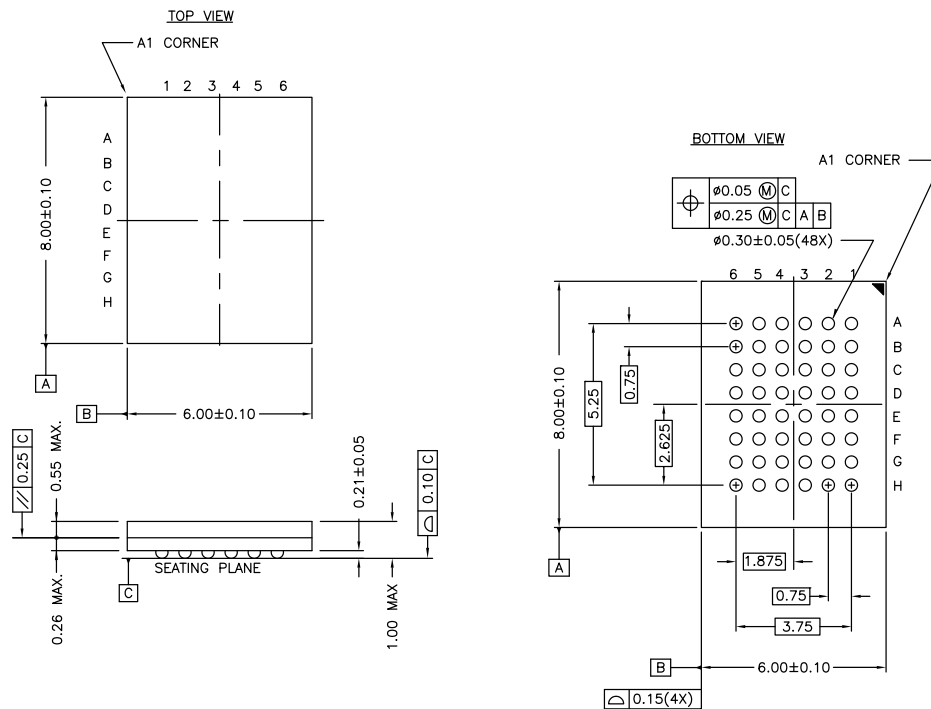 TOP VIEW
A1 CORNER
1 2 3 4 5 6
A
B
C
D
E
F
G
H
8.00±0.10
A
B
6.00±0.10
// 0.25 C
0.55 MAX.
0.21±0.05
⌓ 0.10 C
SEATING PLANE
C
0.26 MAX.
1.00 MAX
BOTTOM VIEW
A1 CORNER
⌖ ø0.05 Ⓜ C
ø0.25 Ⓜ C A B
ø0.30±0.05(48X)
6 5 4 3 2 1
A
B
C
D
E
F
G
H
8.00±0.10
5.25
0.75
2.625
A
1.875
0.75
3.75
B
6.00±0.10
⌓ 0.15(4X)